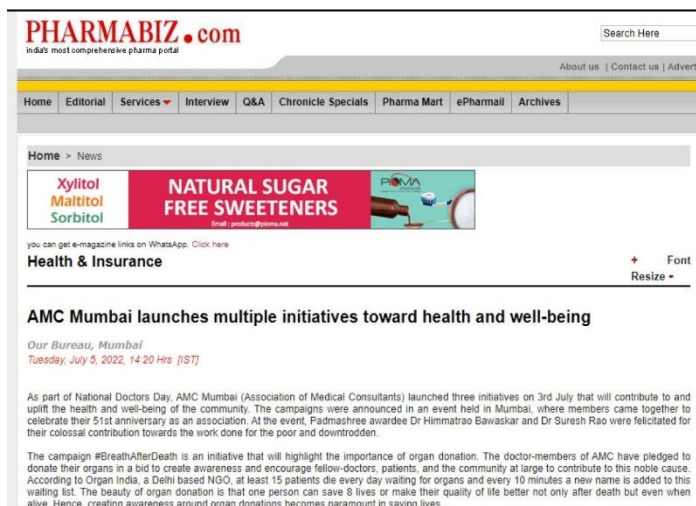 PHARMABIZ.com
india's most comprehensive pharma portal
Search Here
About us | Contact us | Advert
Home Editorial Services Interview Q&A Chronicle Specials Pharma Mart ePharmail Archives
Home > News
Xylitol
Maltitol
Sorbitol
NATURAL SUGAR
FREE SWEETENERS
Email : products@pioma.net
PIOMA
you can get e-magazine links on WhatsApp. Click here
Health & Insurance
+ Font
Resize -
AMC Mumbai launches multiple initiatives toward health and well-being
Our Bureau, Mumbai
Tuesday, July 5, 2022, 14:20 Hrs [IST]
As part of National Doctors Day, AMC Mumbai (Association of Medical Consultants) launched three initiatives on 3rd July that will contribute to and
uplift the health and well-being of the community. The campaigns were announced in an event held in Mumbai, where members came together to
celebrate their 51st anniversary as an association. At the event, Padmashree awardee Dr Himmatrao Bawaskar and Dr Suresh Rao were felicitated for
their colossal contribution towards the work done for the poor and downtrodden.
The campaign #BreathAfterDeath is an initiative that will highlight the importance of organ donation. The doctor-members of AMC have pledged to
donate their organs in a bid to create awareness and encourage fellow-doctors, patients, and the community at large to contribute to this noble cause.
According to Organ India, a Delhi based NGO, at least 15 patients die every day waiting for organs and every 10 minutes a new name is added to this
waiting list. The beauty of organ donation is that one person can save 8 lives or make their quality of life better not only after death but even when
alive. Hence, creating awareness around organ donations becomes paramount in saving lives.